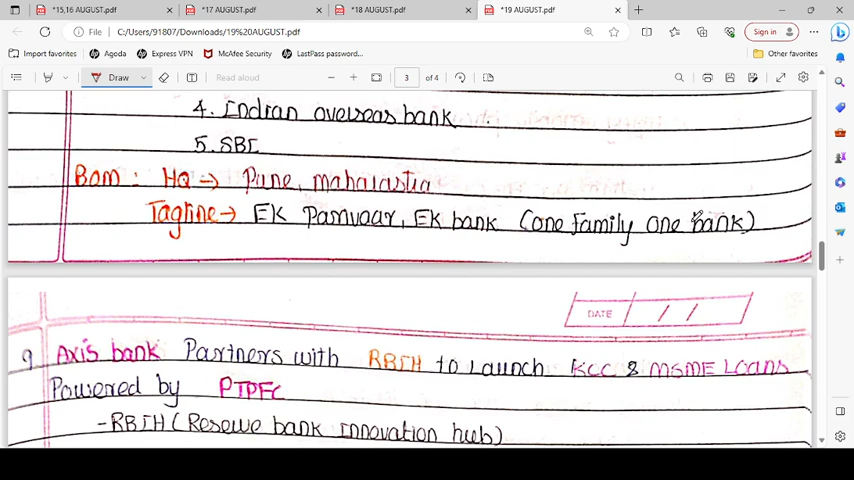 *15,16 AUGUST.pdf *17 AUGUST.pdf *18 AUGUST.pdf *19 AUGUST.pdf
File C:/Users/91807/Downloads/19%20AUGUST.pdf Sign in
Import favorites Agoda Express VPN McAfee Security LastPass password... Other favorites
Draw Read aloud 3 of 4
4. Indian overseas bank
5. SBI
Bom : HQ → Pune, maharastia
Tagline → EK Parivaar, EK bank (one family one bank)
DATE / /
9 Axis bank Partners with RBIH to Launch KCC & MSME Loans
Powered by PTPFC
-RBIH (Reserve bank innovation hub)